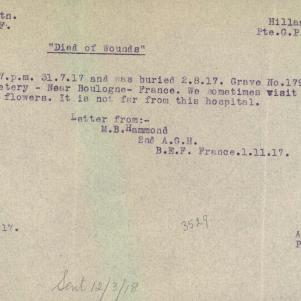 tn.
F.
Hilla
Pte.G.P
"Died of Wounds"
7.p.m. 31.7.17 and was buried 2.8.17. Grave No.179
etery - Near Boulogne- France. We sometimes visit
flowers. It is not far from this hospital.
Letter from:-
M.B.Hammond
2nd A.G.H.
B.E.F. France.1.11.17.
17.
3529
A
Sent 12/3/18